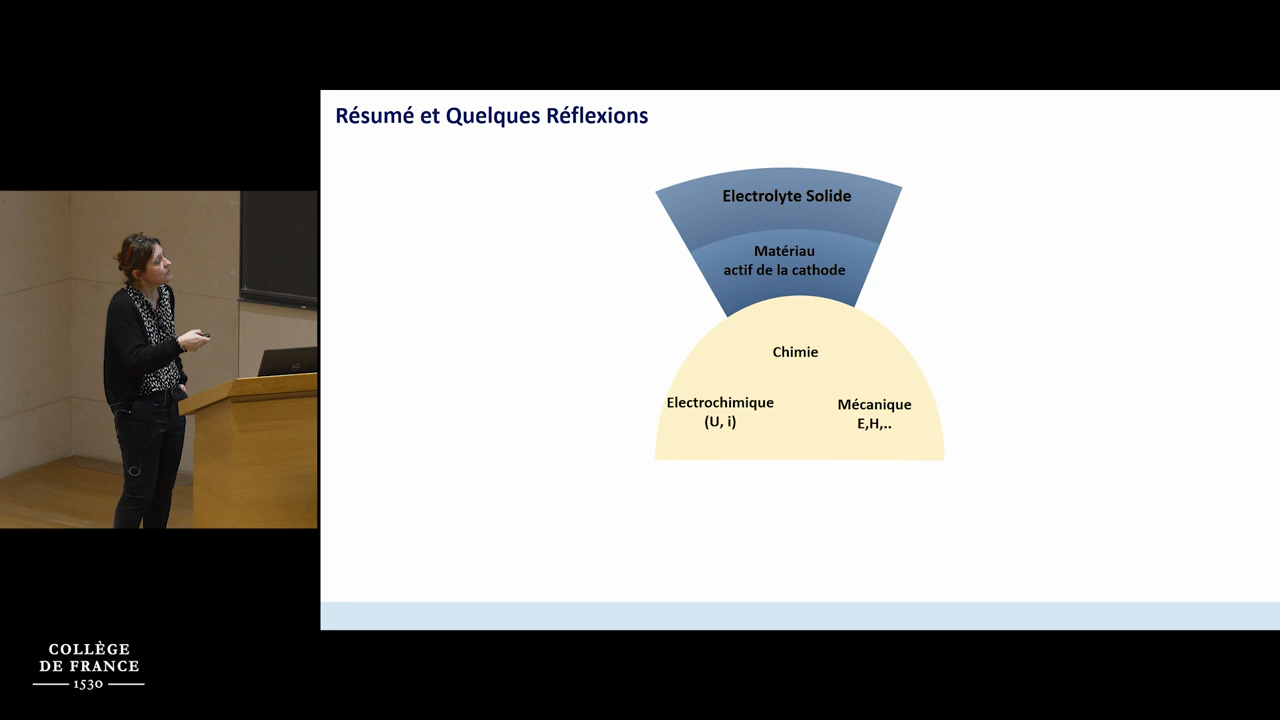 Résumé et Quelques Réflexions
Electrolyte Solide
Matériau
actif de la cathode
Chimie
Electrochimique
(U, i)
Mécanique
E,H,..
COLLÈGE
DE FRANCE
1530